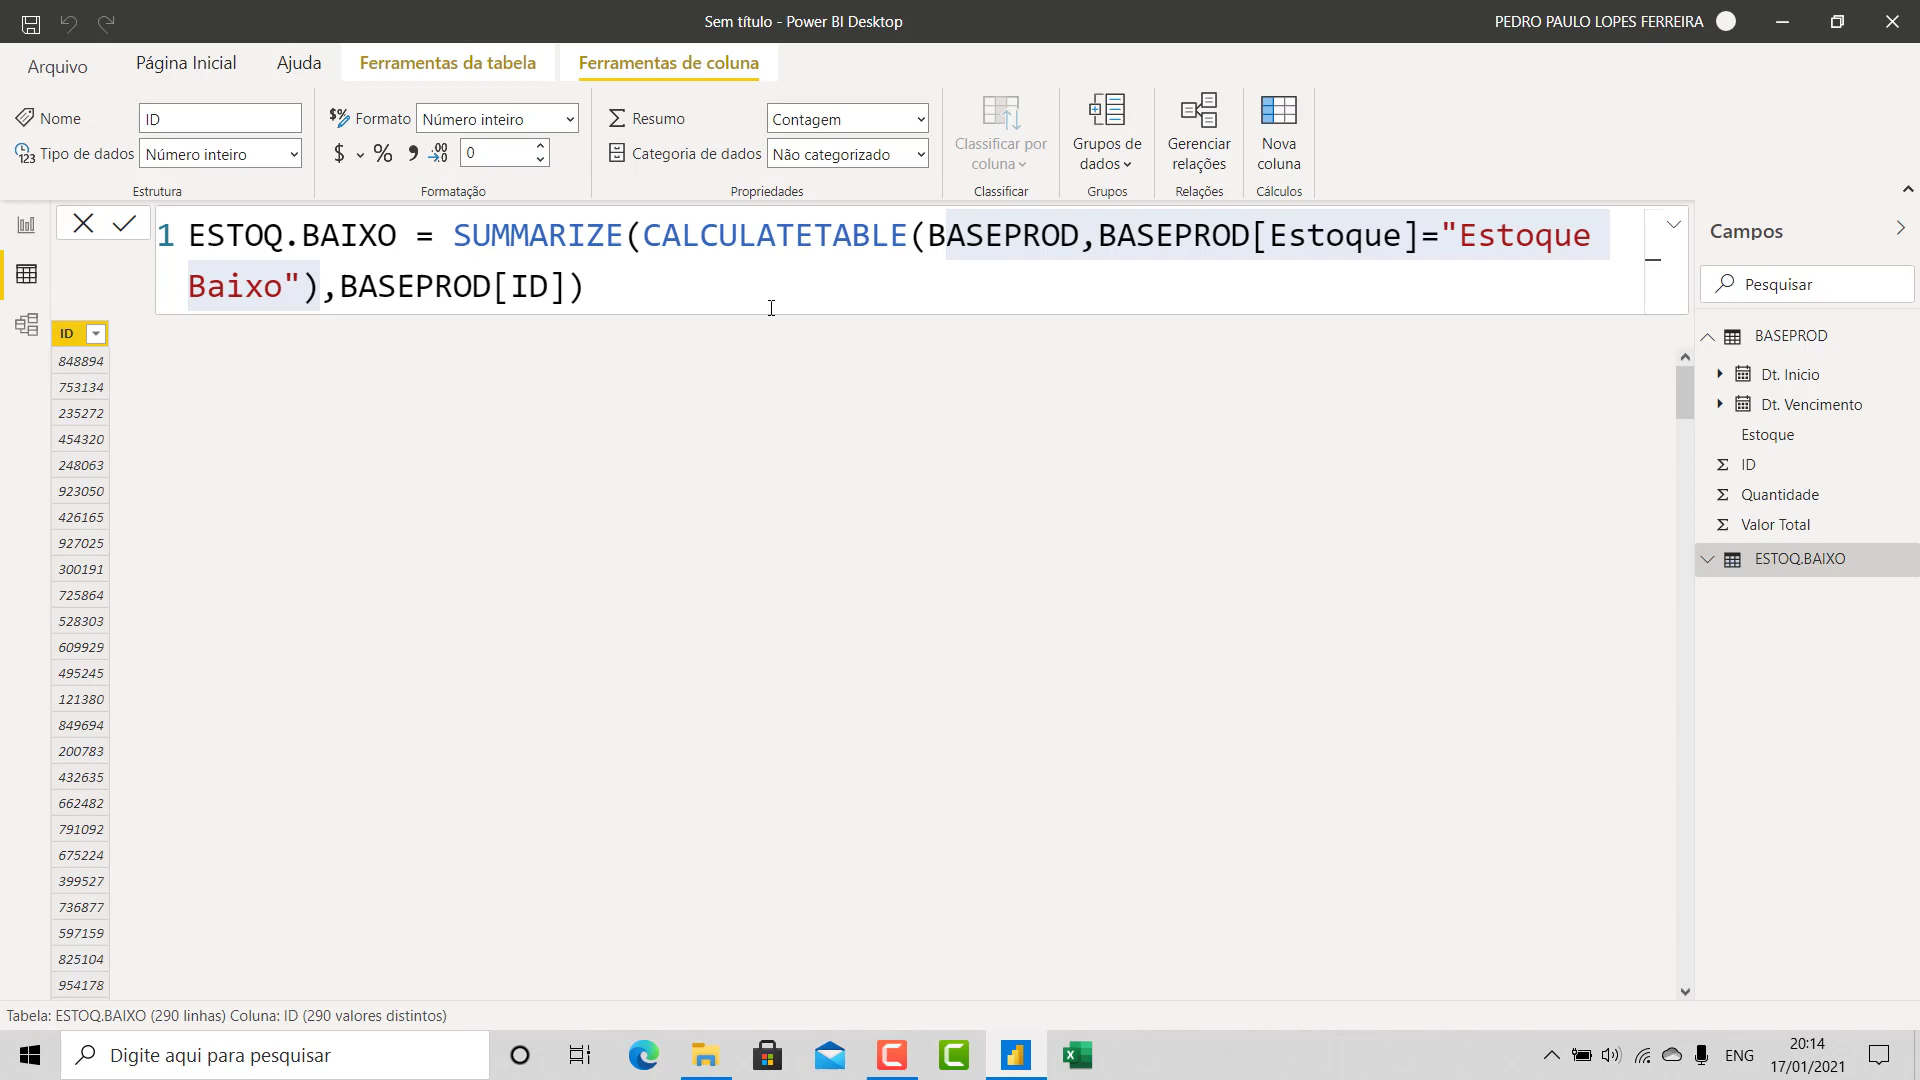 Sem título - Power BI Desktop
PEDRO PAULO LOPES FERREIRA
Arquivo
Página Inicial
Ajuda
Ferramentas da tabela
Ferramentas de coluna
Nome
ID
Tipo de dados
Número inteiro
Estrutura
Formato
Número inteiro
$
%
,00
0
Formatação
Resumo
Contagem
Categoria de dados
Não categorizado
Propriedades
Classificar por
coluna
Classificar
Grupos de
dados
Grupos
Gerenciar
relações
Relações
Nova
coluna
Cálculos
1 ESTOQ.BAIXO = SUMMARIZE(CALCULATETABLE(BASEPROD,BASEPROD[Estoque]="Estoque
Baixo"),BASEPROD[ID])
ID
848894
753134
235272
454320
248063
923050
426165
927025
300191
725864
528303
609929
495245
121380
849694
200783
432635
662482
791092
675224
399527
736877
597159
825104
954178
Campos
Pesquisar
BASEPROD
Dt. Inicio
Dt. Vencimento
Estoque
Σ ID
Σ Quantidade
Σ Valor Total
ESTOQ.BAIXO
Tabela: ESTOQ.BAIXO (290 linhas) Coluna: ID (290 valores distintos)
Digite aqui para pesquisar
ENG
20:14
17/01/2021